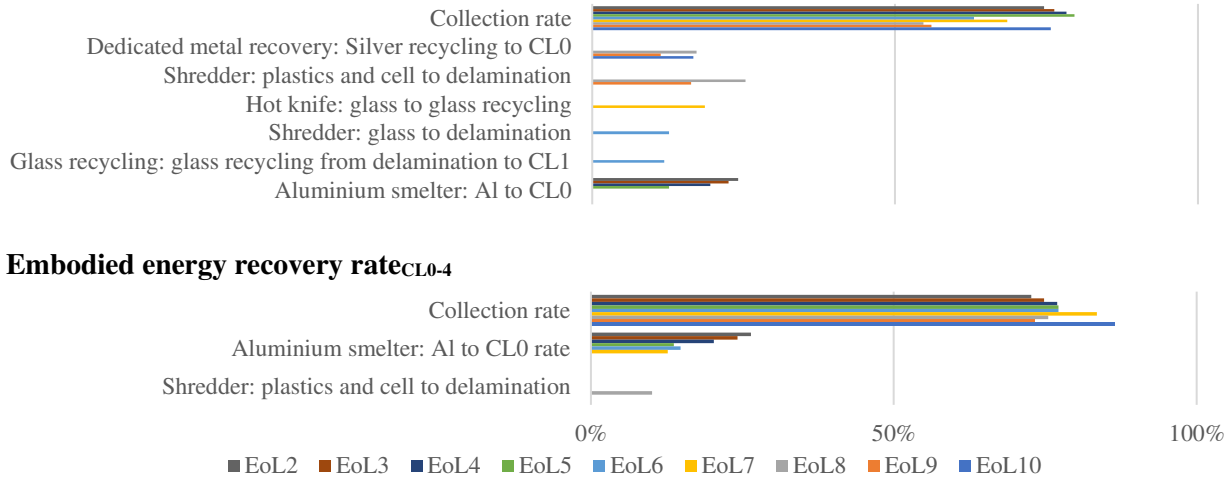 Collection rate
Dedicated metal recovery: Silver recycling to CL0
Shredder: plastics and cell to delamination
Hot knife: glass to glass recycling
Shredder: glass to delamination
Glass recycling: glass recycling from delamination to CL1
Aluminium smelter: Al to CL0
Embodied energy recovery rateCL0-4
Collection rate
Aluminium smelter: Al to CL0 rate
Shredder: plastics and cell to delamination
0% 50% 100%
EoL2 EoL3 EoL4 EoL5 EoL6 EoL7 EoL8 EoL9 EoL10